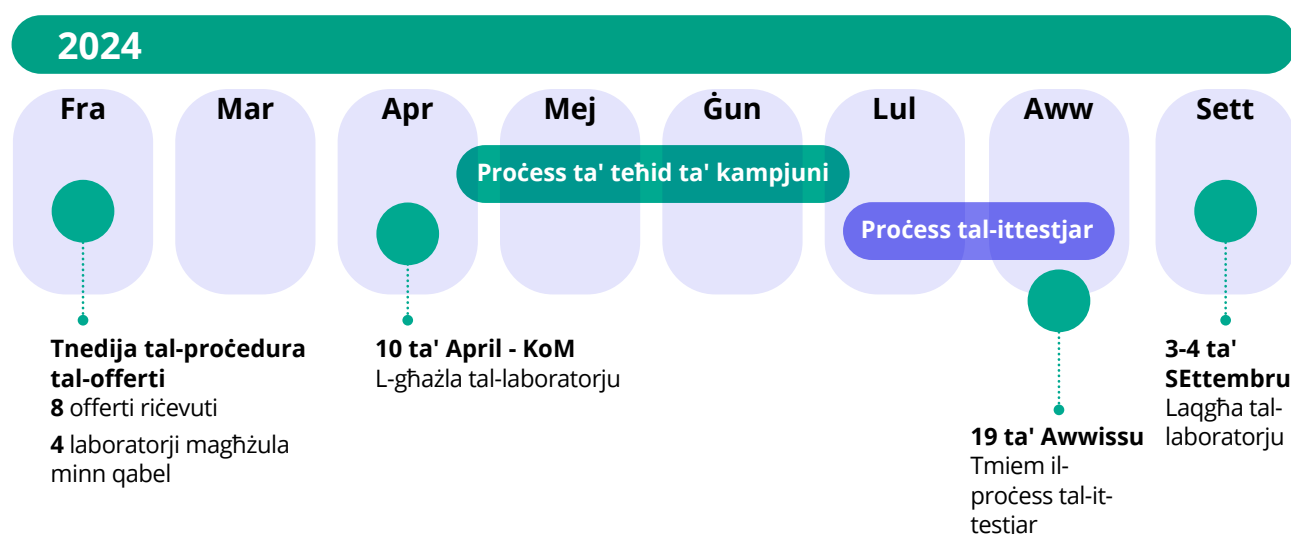 2024
Fra
Mar
Apr
Mej
Ġun
Lul
Aww
Sett
Proċess ta' teħid ta' kampjuni
Proċess tal-ittestjar
Tnedija tal-proċedura
tal-offerti
8 offerti riċevuti
4 laboratorji magħżula
minn qabel
10 ta' April - KoM
L-għażla tal-laboratorju
19 ta' Awwissu
Tmiem il-
proċess tal-it-
testjar
3-4 ta'
SEttembru
Laqgħa tal-
laboratorju